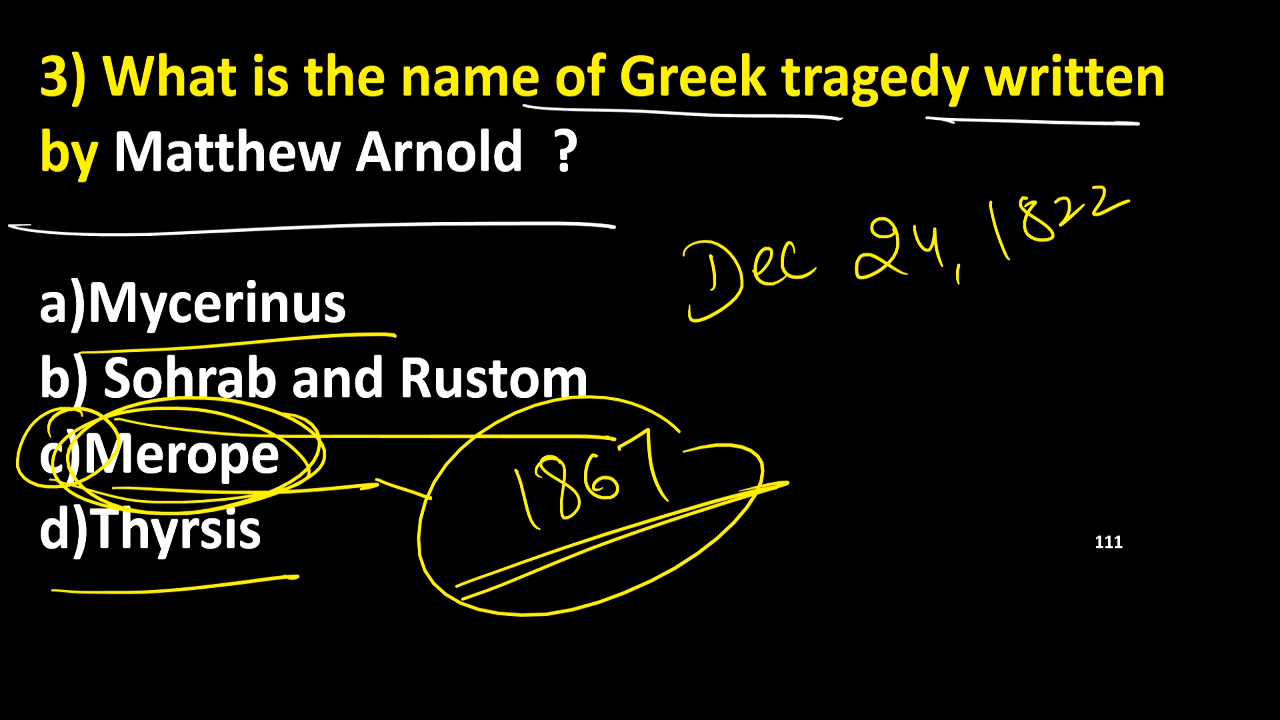 3) What is the name of Greek tragedy written
by Matthew Arnold ?
Dec 24, 1822
a)Mycerinus
b) Sohrab and Rustom
c)Merope
1867
d)Thyrsis
111